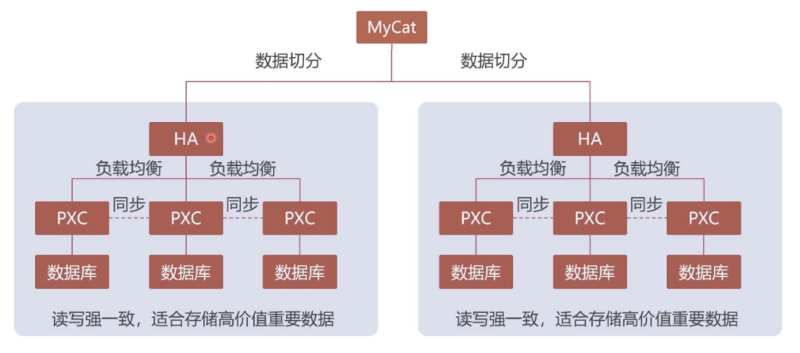 MyCat
数据切分 数据切分
HA HA
负载均衡 负载均衡 负载均衡 负载均衡
PXC 同步 PXC 同步 PXC PXC 同步 PXC 同步 PXC
数据库 数据库 数据库 数据库 数据库 数据库
读写强一致，适合存储高价值重要数据 读写强一致，适合存储高价值重要数据